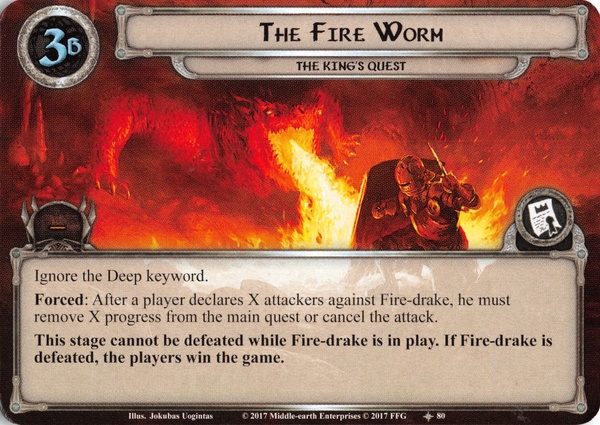 3B
THE FIRE WORM
THE KING'S QUEST
–
Ignore the Deep keyword.
Forced: After a player declares X attackers against Fire-drake, he must
remove X progress from the main quest or cancel the attack.
This stage cannot be defeated while Fire-drake is in play. If Fire-drake is
defeated, the players win the game.
Illus. Jokubas Uogintas © 2017 Middle-earth Enterprises © 2017 FFG 80